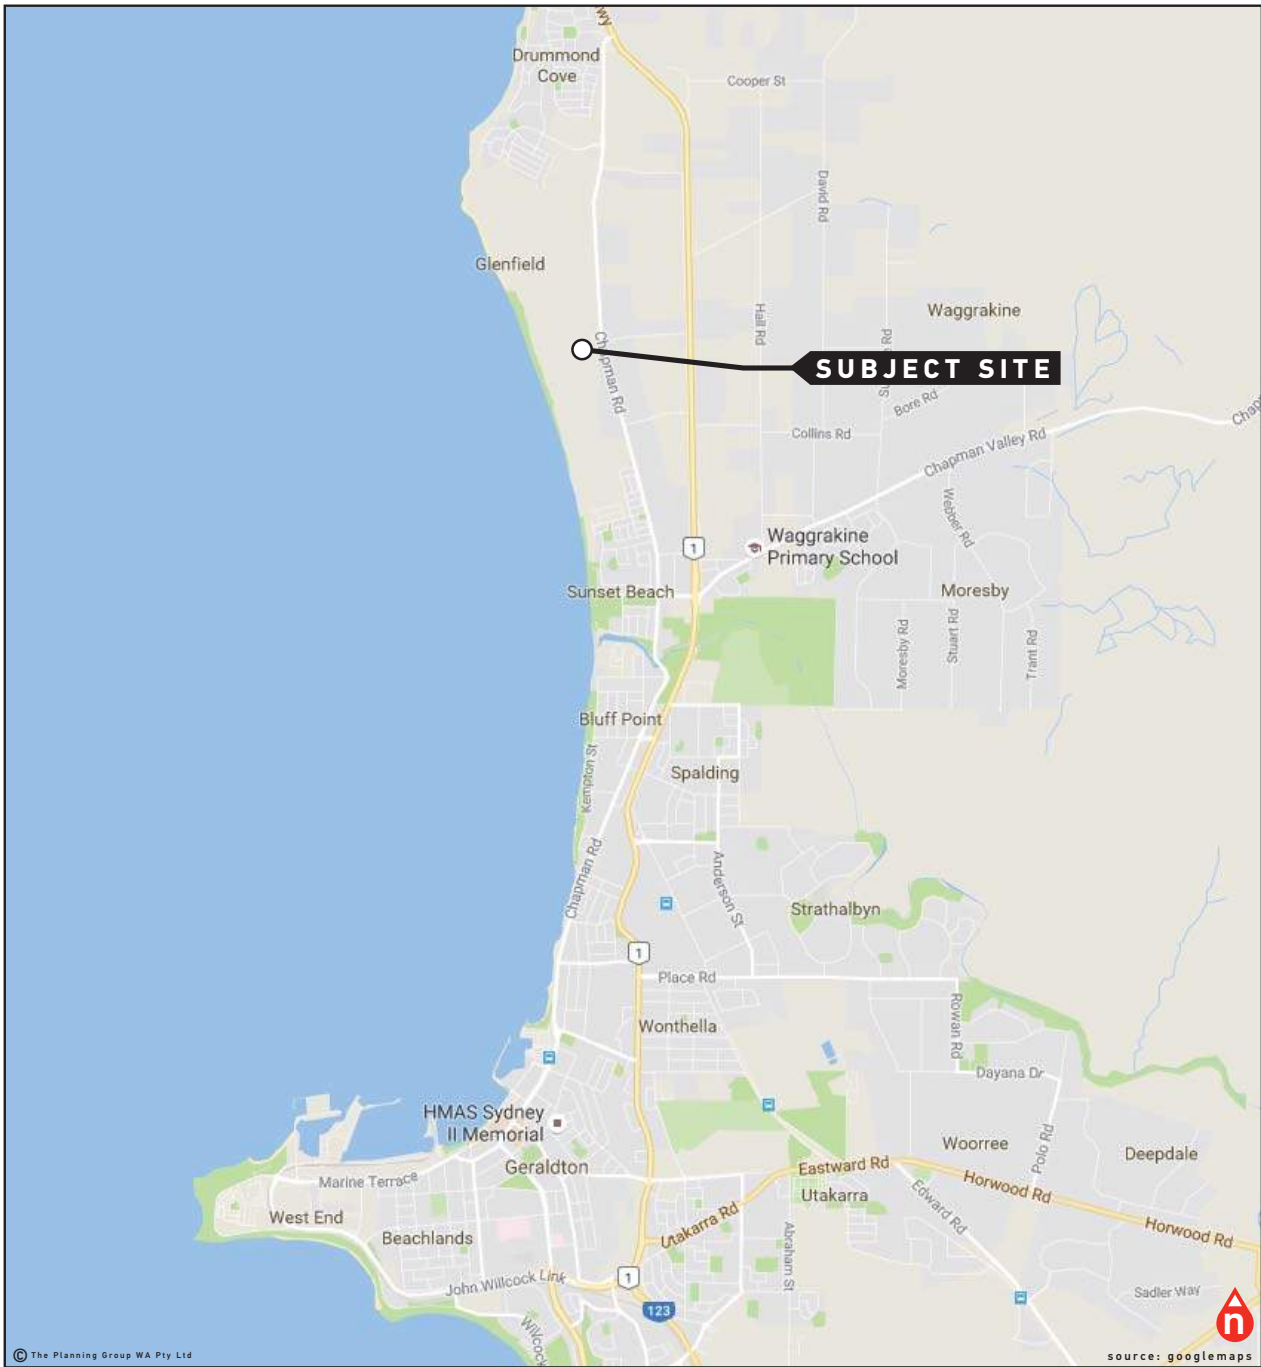 wy
Drummond
Cove
Cooper St
David Rd
Glenfield
Hall Rd
Waggrakine
Chapman Rd
SUBJECT SITE
Rd
Bore Rd
Collins Rd
Chapman Valley Rd
Chap
Webber Rd
1
Waggrakine
Primary School
Sunset Beach
Moresby
Moresby Rd
Stuart Rd
Trant Rd
Bluff Point
Kempton St
Spalding
Chapman Rd
Anderson St
Strathalbyn
1
Place Rd
Rowan Rd
Wonthella
Dayana Dr
HMAS Sydney
II Memorial
Woorree
Polo Rd
Deepdale
Geraldton
Eastward Rd
Marine Terrace
Utakarra
Horwood Rd
Edward Rd
West End
Utakarra Rd
Abraham St
Horwood Rd
Beachlands
John Willcock Link
1
123
Sadler Way
Willcock
n
© The Planning Group WA Pty Ltd
source: googlemaps